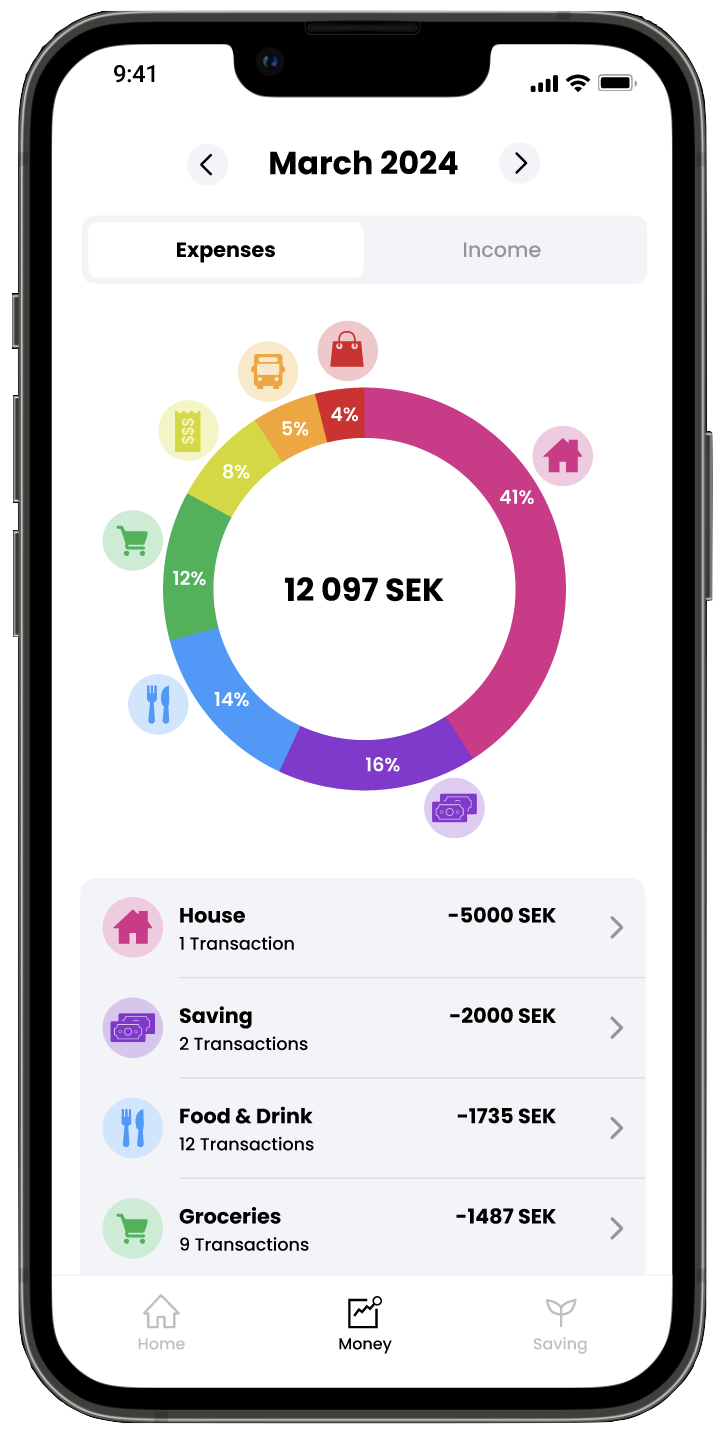 9:41
March 2024
Expenses Income
4%
5%
41%
$$$
8%
12%
12 097 SEK
14%
16%
House -5000 SEK
1 Transaction
Saving -2000 SEK
2 Transactions
Food & Drink -1735 SEK
12 Transactions
Groceries -1487 SEK
9 Transactions
Home Money Saving